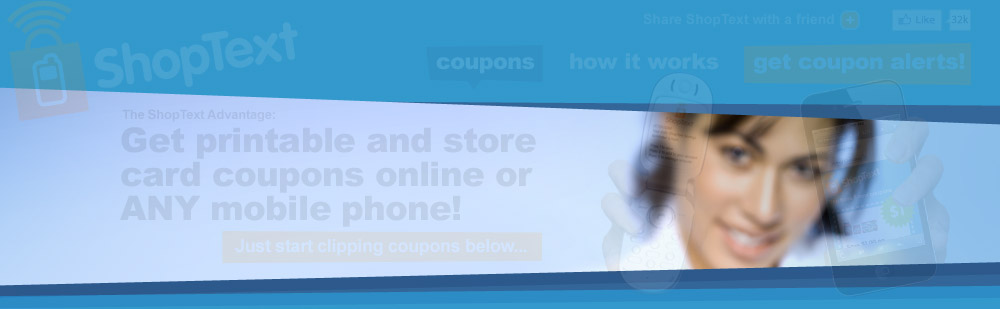 Share ShopText with a friend +
Like 32k
ShopText
coupons how it works get coupon alerts!
The ShopText Advantage:
Get printable and store
card coupons online or
ANY mobile phone!
Just start clipping coupons below...
$1